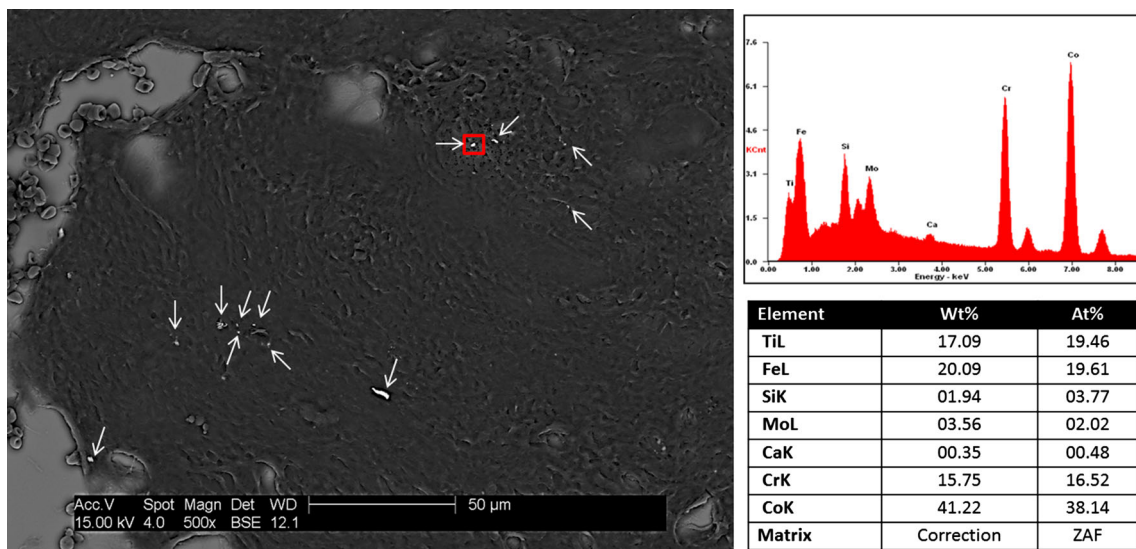 Acc.V Spot Magn Det WD
15.00 kV 4.0 500x BSE 12.1
50 µm
7.6
6.1
4.6
KCnt
3.1
1.5
0.0
Ti
Fe
Si
Mo
Ca
Cr
Co
0.00 1.00 2.00 3.00 4.00 5.00 6.00 7.00 8.00
Energy - keV
Element Wt% At%
TiL 17.09 19.46
FeL 20.09 19.61
SiK 01.94 03.77
MoL 03.56 02.02
CaK 00.35 00.48
CrK 15.75 16.52
CoK 41.22 38.14
Matrix Correction ZAF